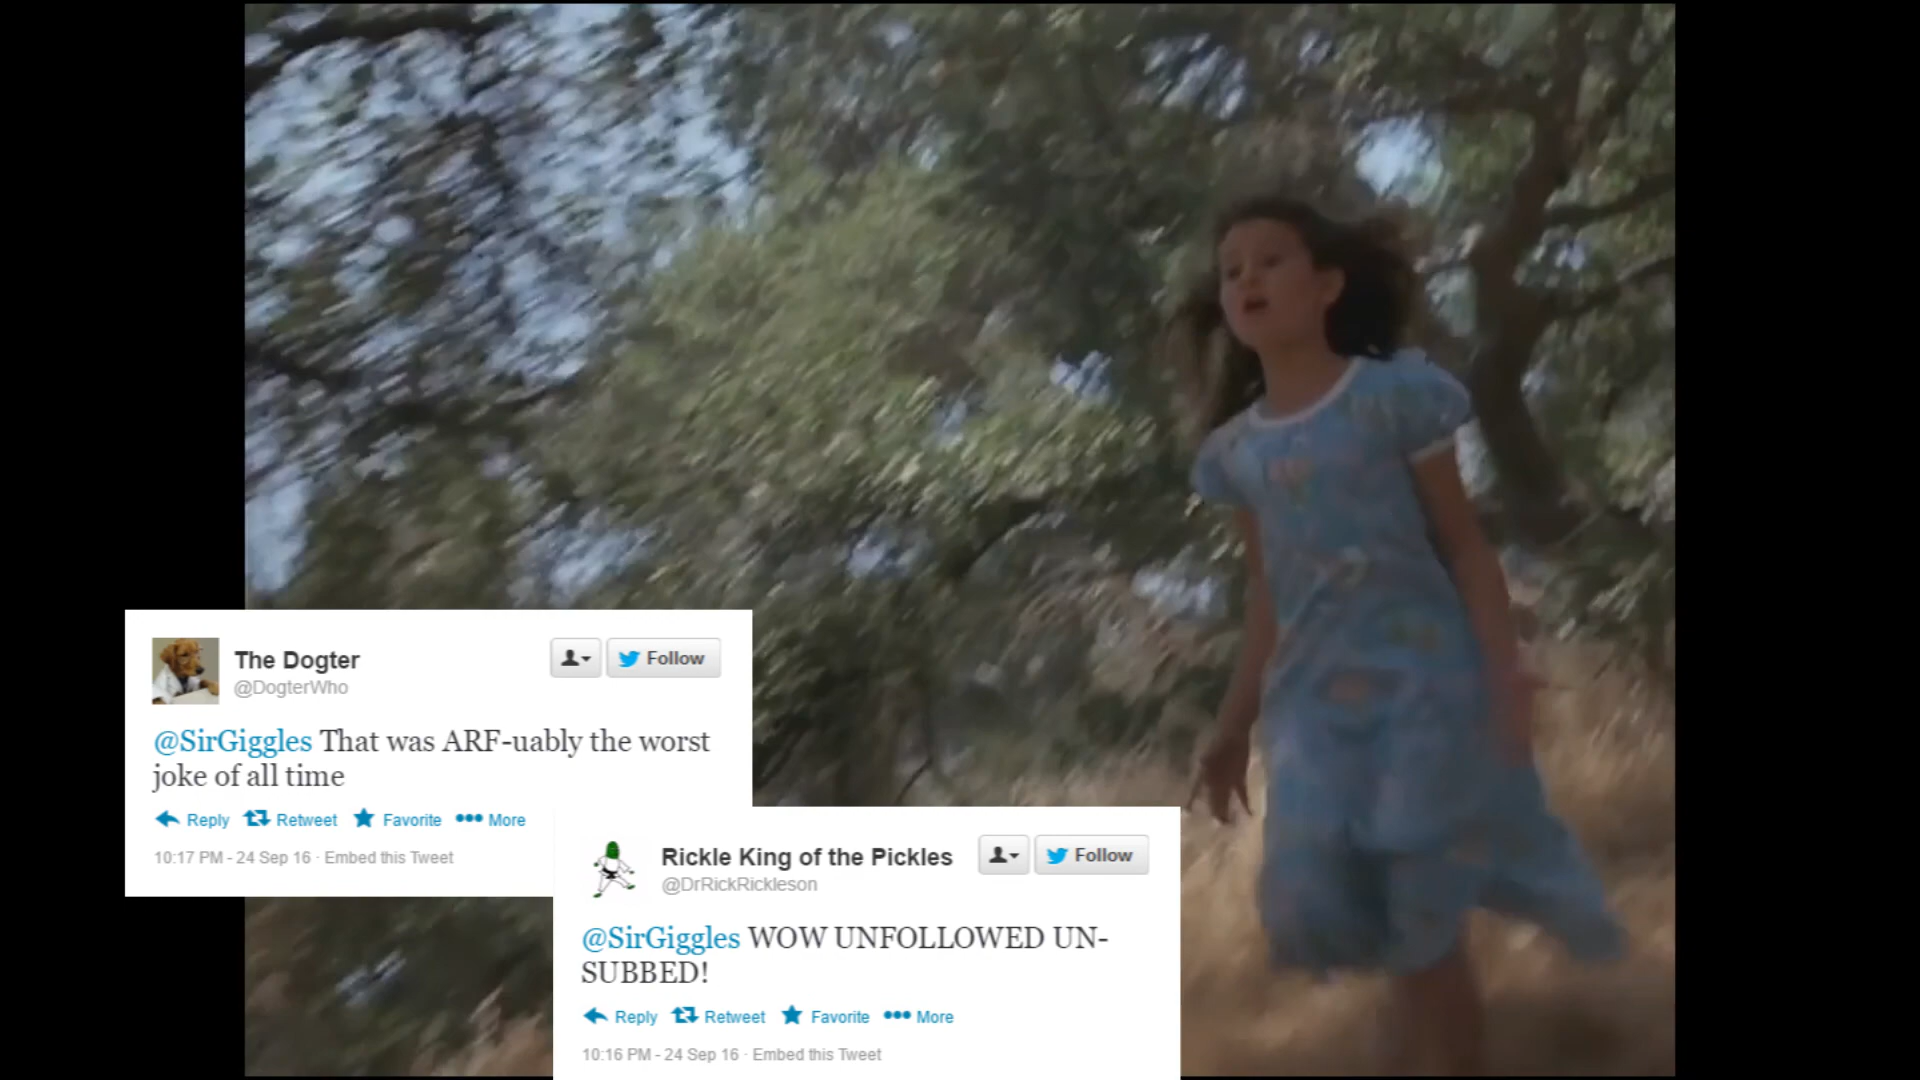 The Dogter
@DogterWho
Follow
@SirGiggles That was ARF-uably the worst
joke of all time
Reply Retweet Favorite More
10:17 PM - 24 Sep 16 · Embed this Tweet
Rickle King of the Pickles
@DrRickRickleson
Follow
@SirGiggles WOW UNFOLLOWED UN-
SUBBED!
Reply Retweet Favorite More
10:16 PM - 24 Sep 16 · Embed this Tweet